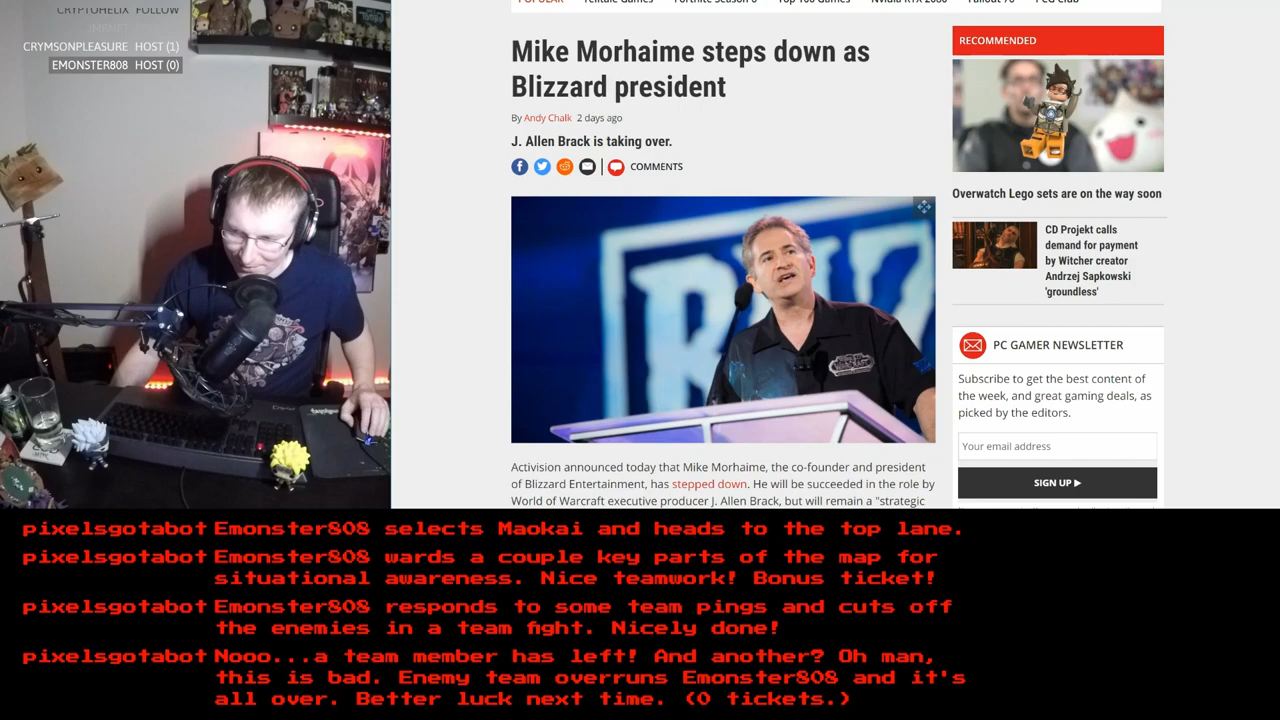 CRYPTOHELIX FOLLOW
CRYMSONPLEASURE HOST (1)
EMONSTER808 HOST (0)
POPULAR Telltale Games Fortnite Season 6 Top 100 Games Nvidia RTX 2080 Fallout 76 PCG Club
Mike Morhaime steps down as
Blizzard president
By Andy Chalk 2 days ago
J. Allen Brack is taking over.
COMMENTS
Activision announced today that Mike Morhaime, the co-founder and president
of Blizzard Entertainment, has stepped down. He will be succeeded in the role by
World of Warcraft executive producer J. Allen Brack, but will remain a "strategic
RECOMMENDED
Overwatch Lego sets are on the way soon
CD Projekt calls
demand for payment
by Witcher creator
Andrzej Sapkowski
'groundless'
PC GAMER NEWSLETTER
Subscribe to get the best content of
the week, and great gaming deals, as
picked by the editors.
Your email address
SIGN UP ▶
pixelsgotabot Emonster808 selects Maokai and heads to the top lane.
pixelsgotabot Emonster808 wards a couple key parts of the map for
situational awareness. Nice teamwork! Bonus ticket!
pixelsgotabot Emonster808 responds to some team pings and cuts off
the enemies in a team fight. Nicely done!
pixelsgotabot Nooo...a team member has left! And another? Oh man,
this is bad. Enemy team overruns Emonster808 and it's
all over. Better luck next time. (0 tickets.)